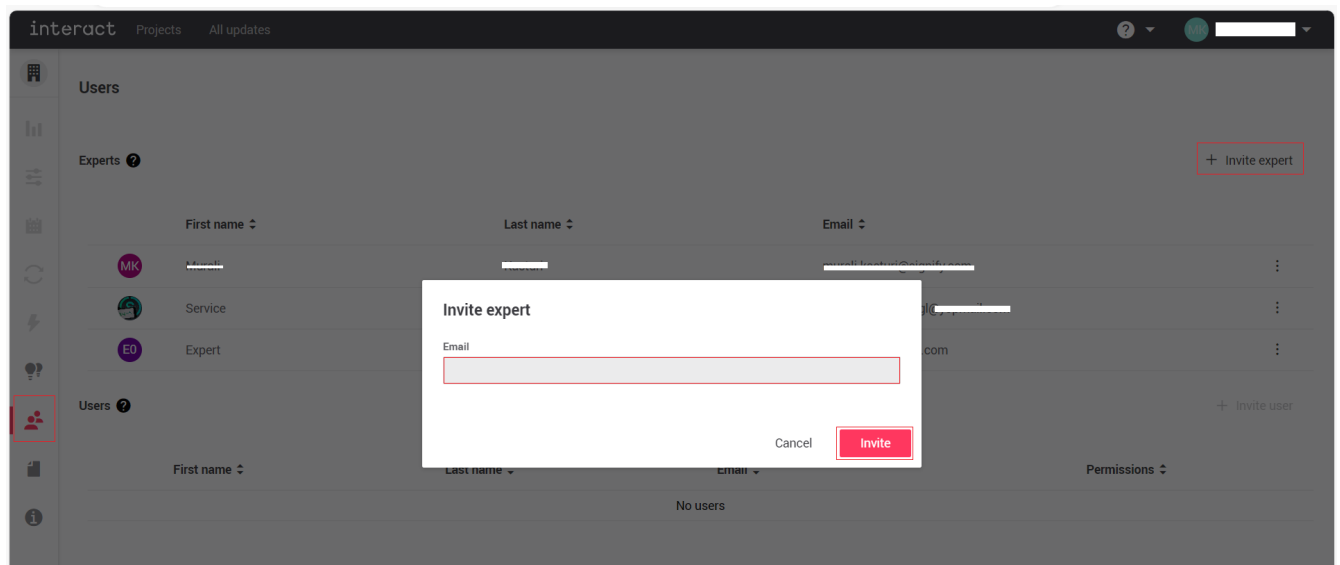 interact Projects All updates ? MK
Users
Experts ? + Invite expert
First name Last name Email
MK
Service
E0 Expert .com
Invite expert
Email
Cancel Invite
Users ? + Invite user
First name Last name Email Permissions
No users